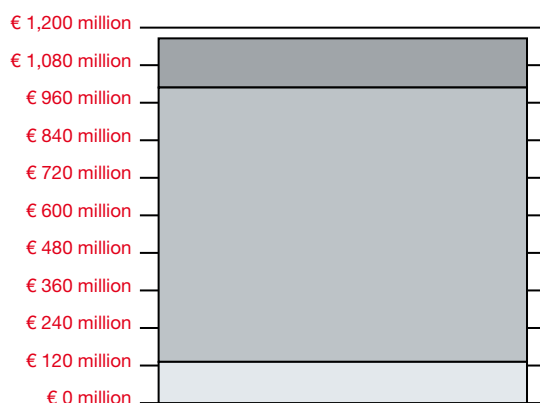 € 1,200 million
€ 1,080 million
€ 960 million
€ 840 million
€ 720 million
€ 600 million
€ 480 million
€ 360 million
€ 240 million
€ 120 million
€ 0 million